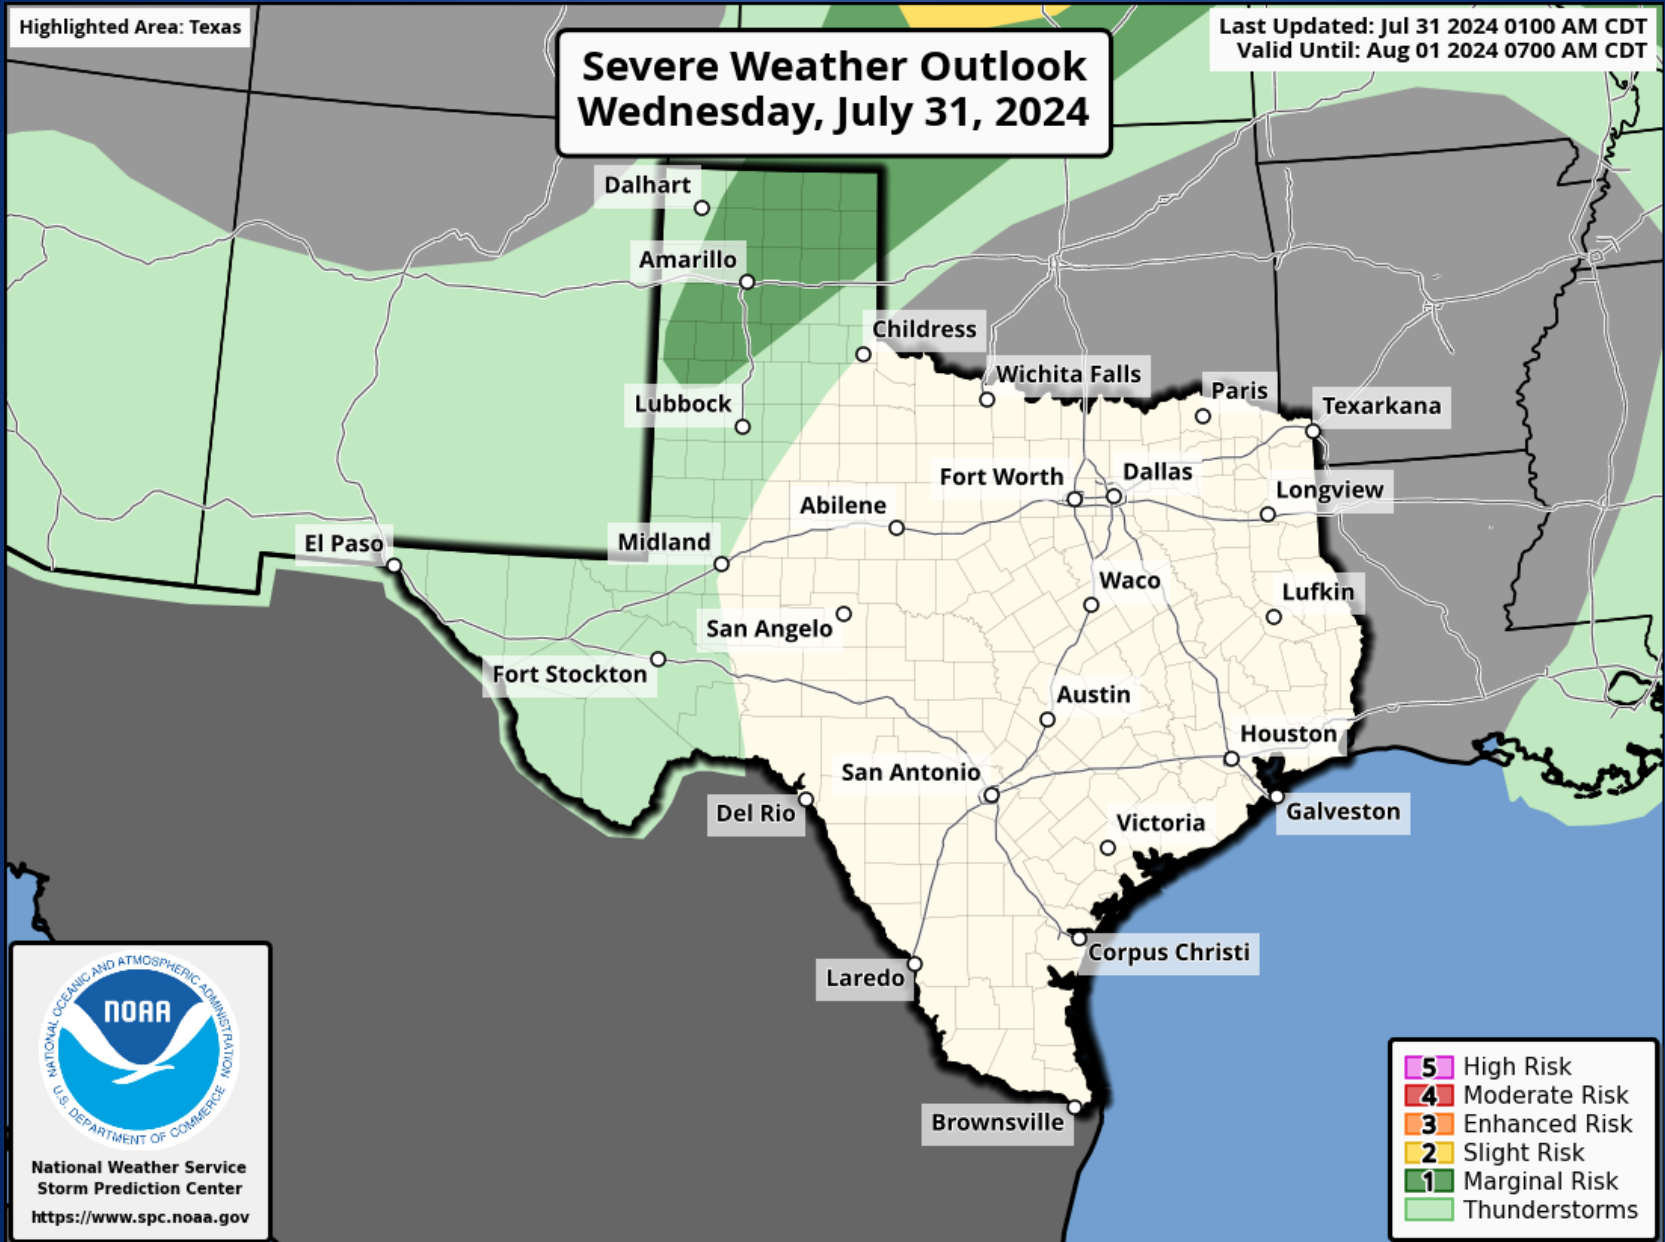 Highlighted Area: Texas
Severe Weather Outlook
Wednesday, July 31, 2024
Last Updated: Jul 31 2024 0100 AM CDT
Valid Until: Aug 01 2024 0700 AM CDT
Dalhart
Amarillo
Childress
Wichita Falls
Paris
Texarkana
Lubbock
Fort Worth
Dallas
Longview
Abilene
El Paso
Midland
Waco
Lufkin
San Angelo
Fort Stockton
Austin
Houston
San Antonio
Del Rio
Galveston
Victoria
Corpus Christi
Laredo
Brownsville
NATIONAL OCEANIC AND ATMOSPHERIC ADMINISTRATION
NOAA
U.S. DEPARTMENT OF COMMERCE
National Weather Service
Storm Prediction Center
https://www.spc.noaa.gov
5 High Risk
4 Moderate Risk
3 Enhanced Risk
2 Slight Risk
1 Marginal Risk
Thunderstorms